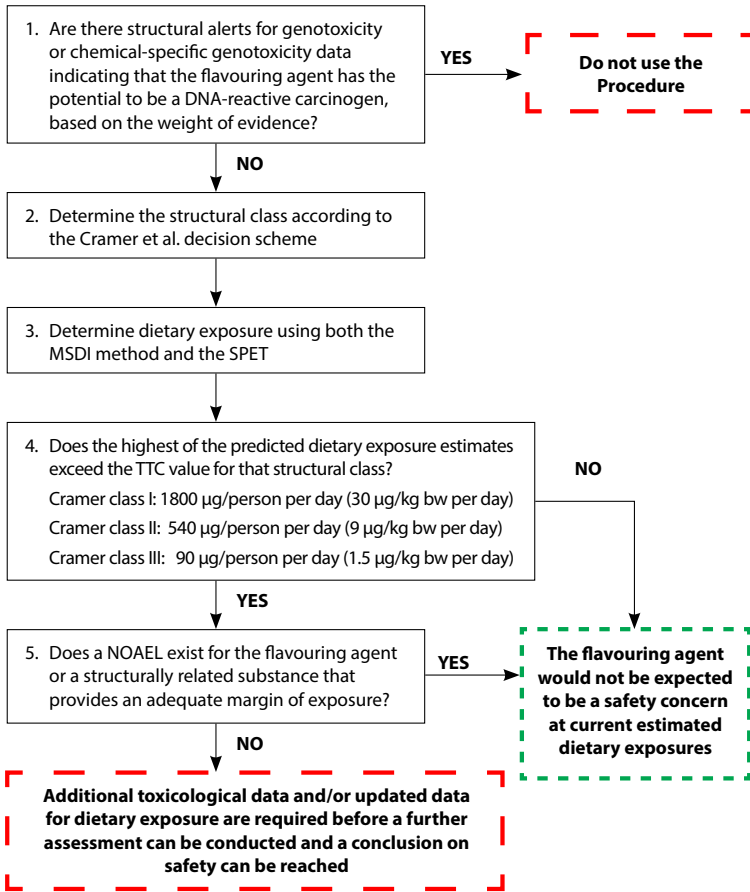 1. Are there structural alerts for genotoxicity
or chemical-specific genotoxicity data
indicating that the flavouring agent has the
potential to be a DNA-reactive carcinogen,
based on the weight of evidence?
YES
Do not use the
Procedure
NO
2. Determine the structural class according to
the Cramer et al. decision scheme
3. Determine dietary exposure using both the
MSDI method and the SPET
4. Does the highest of the predicted dietary exposure estimates
exceed the TTC value for that structural class?
Cramer class I: 1800 µg/person per day (30 µg/kg bw per day)
Cramer class II: 540 µg/person per day (9 µg/kg bw per day)
Cramer class III: 90 µg/person per day (1.5 µg/kg bw per day)
NO
YES
5. Does a NOAEL exist for the flavouring agent
or a structurally related substance that
provides an adequate margin of exposure?
YES
The flavouring agent
would not be expected
to be a safety concern
at current estimated
dietary exposures
NO
Additional toxicological data and/or updated data
for dietary exposure are required before a further
assessment can be conducted and a conclusion on
safety can be reached